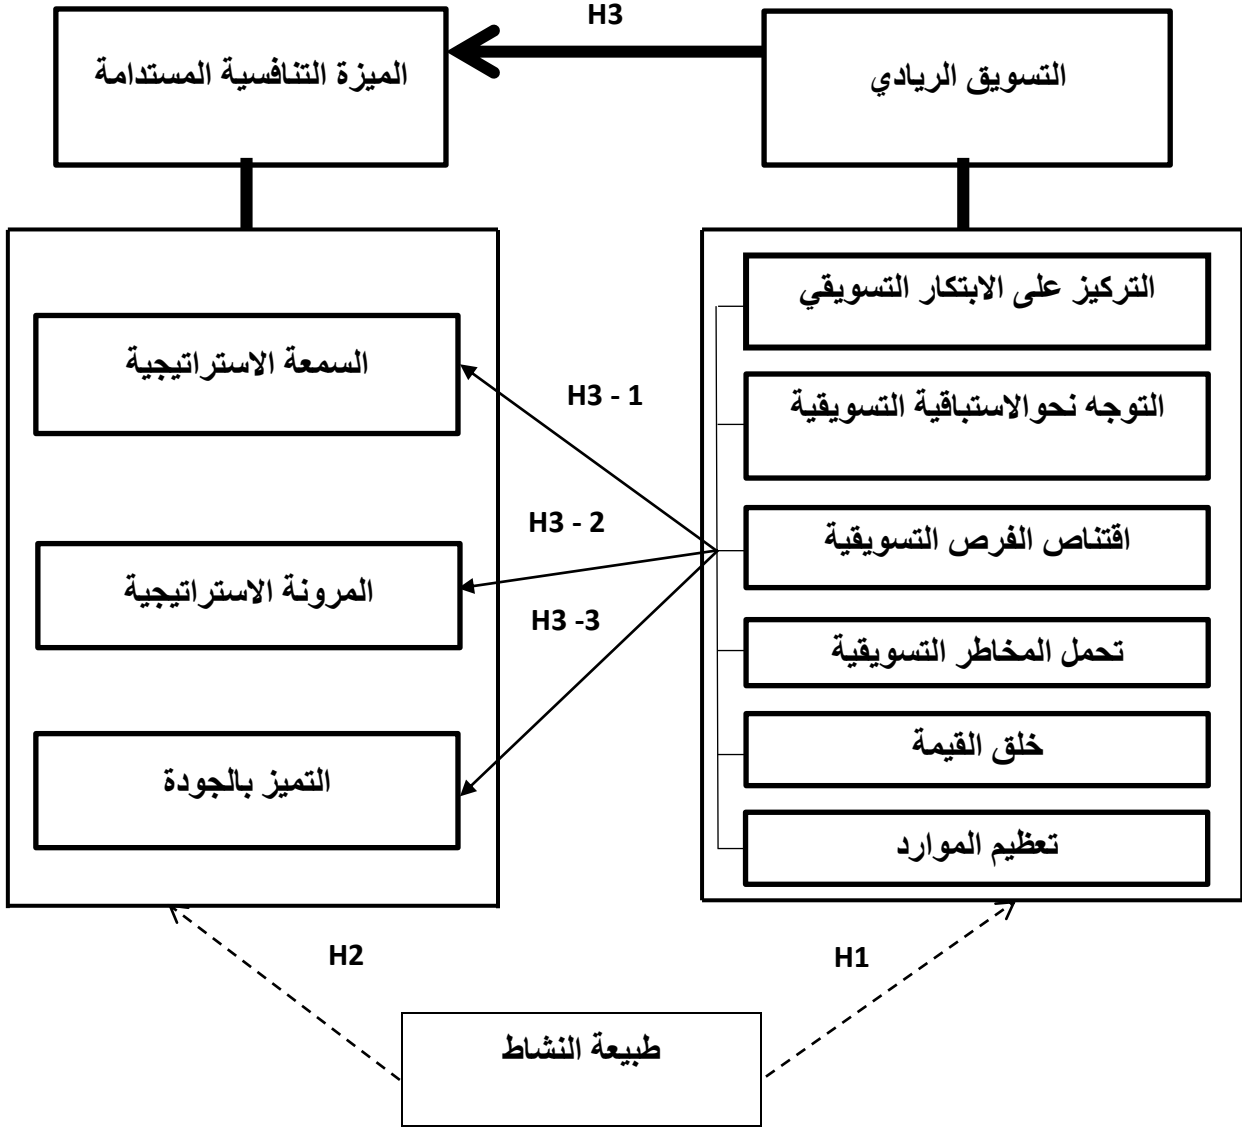 H3
التسويق الريادي
الميزة التنافسية المستدامة
التركيز على الابتكار التسويقي
التوجه نحوالاستباقية التسويقية
اقتناص الفرص التسويقية
تحمل المخاطر التسويقية
خلق القيمة
تعظيم الموارد
H3 - 1
H3 - 2
H3 -3
السمعة الاستراتيجية
المرونة الاستراتيجية
التميز بالجودة
H1
H2
طبيعة النشاط